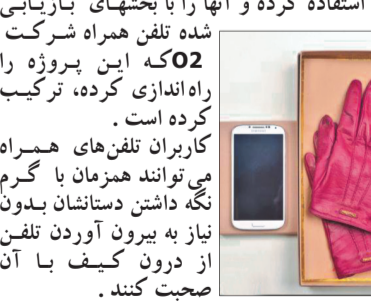 استفاده کرده و آنها را با بخشهای بازیابی
شده تلفن همراه شرکت
O2که این پروژه را
راه‌اندازی کرده، ترکیب
کرده است .
کاربران تلفن‌های همراه
می‌توانند همزمان با گرم
نگه داشتن دستانشان بدون
نیاز به بیرون آوردن تلفن
از درون کیف با آن
صحبت کنند .